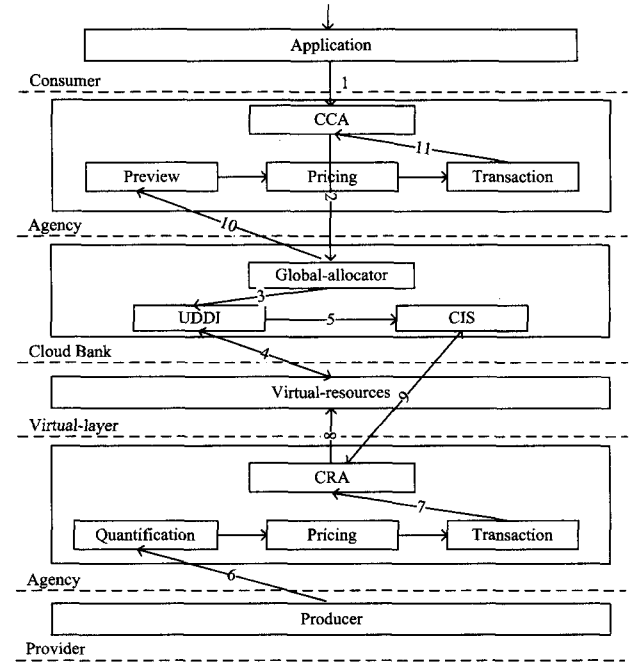 Application
1
Consumer
CCA
11
Preview
Pricing
Transaction
2
10
Agency
Global-allocator
3
UDDI
5
CIS
Cloud Bank
4
Virtual-resources
9
Virtual-layer
8
CRA
7
Quantification
Pricing
Transaction
6
Agency
Producer
Provider